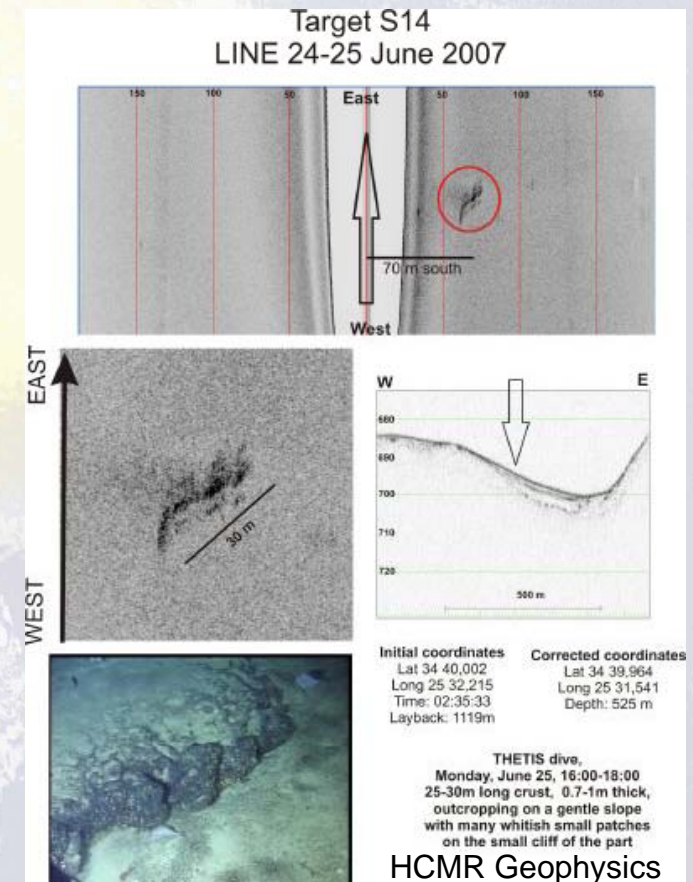 Target S14
LINE 24-25 June 2007
150 100 50 East 50 100 150
70 m south
West
EAST
WEST
30 m
W E
680
690
700
710
720
500 m
Initial coordinates
Lat 34 40,002
Long 25 32,215
Time: 02:35:33
Layback: 1119m
Corrected coordinates
Lat 34 39,964
Long 25 31,541
Depth: 525 m
THETIS dive,
Monday, June 25, 16:00-18:00
25-30m long crust, 0.7-1m thick,
outcropping on a gentle slope
with many whitish small patches
on the small cliff of the part
HCMR Geophysics